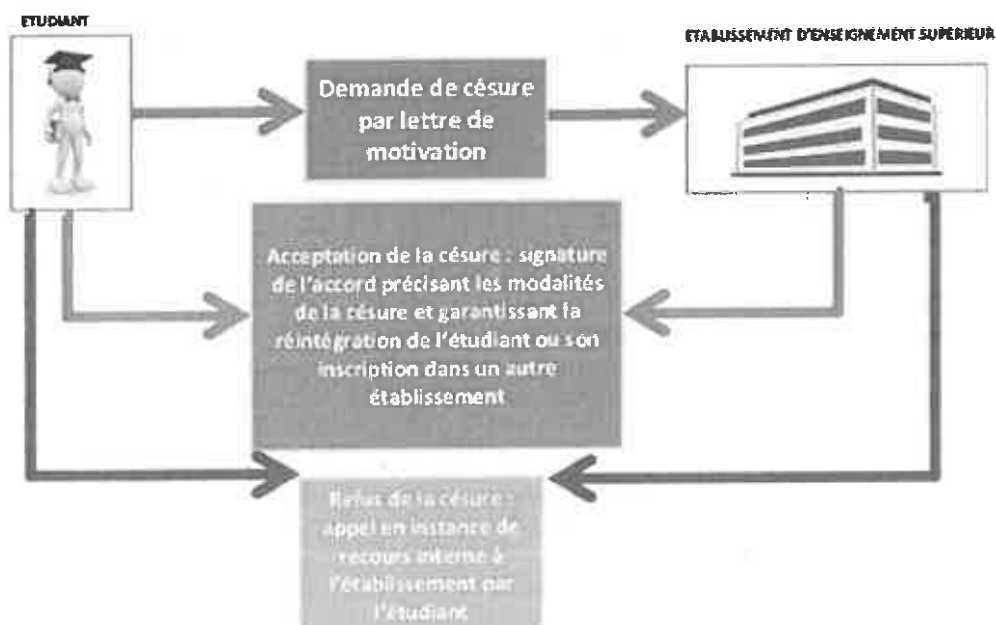 ETUDIANT
ETABLISSEMENT D'ENSEIGNEMENT SUPERIEUR
Demande de césure
par lettre de
motivation
Acceptation de la césure : signature
de l'accord précisant les modalités
de la césure et garantissant la
réintégration de l'étudiant ou son
inscription dans un autre
établissement
Refus de la césure :
appel en instance de
recours interne à
l'établissement par
l'étudiant